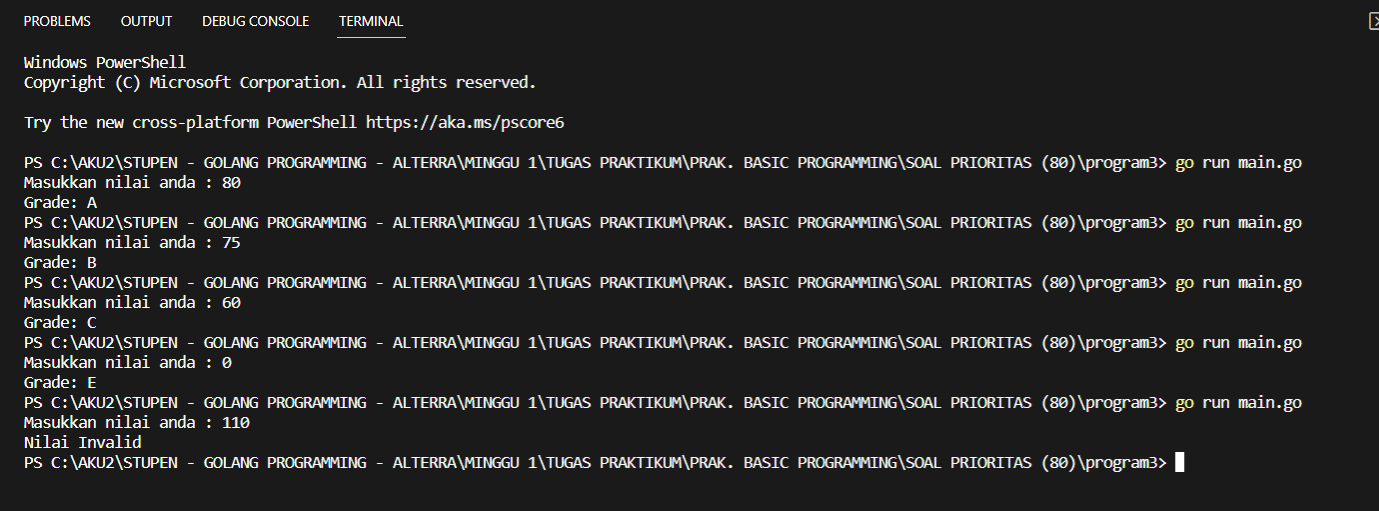 PROBLEMS OUTPUT DEBUG CONSOLE TERMINAL
Windows PowerShell
Copyright (C) Microsoft Corporation. All rights reserved.
Try the new cross-platform PowerShell https://aka.ms/pscore6
PS C:\AKU2\STUPEN - GOLANG PROGRAMMING - ALTERRA\MINGGU 1\TUGAS PRAKTIKUM\PRAK. BASIC PROGRAMMING\SOAL PRIORITAS (80)\program3> go run main.go
Masukkan nilai anda : 80
Grade: A
PS C:\AKU2\STUPEN - GOLANG PROGRAMMING - ALTERRA\MINGGU 1\TUGAS PRAKTIKUM\PRAK. BASIC PROGRAMMING\SOAL PRIORITAS (80)\program3> go run main.go
Masukkan nilai anda : 75
Grade: B
PS C:\AKU2\STUPEN - GOLANG PROGRAMMING - ALTERRA\MINGGU 1\TUGAS PRAKTIKUM\PRAK. BASIC PROGRAMMING\SOAL PRIORITAS (80)\program3> go run main.go
Masukkan nilai anda : 60
Grade: C
PS C:\AKU2\STUPEN - GOLANG PROGRAMMING - ALTERRA\MINGGU 1\TUGAS PRAKTIKUM\PRAK. BASIC PROGRAMMING\SOAL PRIORITAS (80)\program3> go run main.go
Masukkan nilai anda : 0
Grade: E
PS C:\AKU2\STUPEN - GOLANG PROGRAMMING - ALTERRA\MINGGU 1\TUGAS PRAKTIKUM\PRAK. BASIC PROGRAMMING\SOAL PRIORITAS (80)\program3> go run main.go
Masukkan nilai anda : 110
Nilai Invalid
PS C:\AKU2\STUPEN - GOLANG PROGRAMMING - ALTERRA\MINGGU 1\TUGAS PRAKTIKUM\PRAK. BASIC PROGRAMMING\SOAL PRIORITAS (80)\program3>